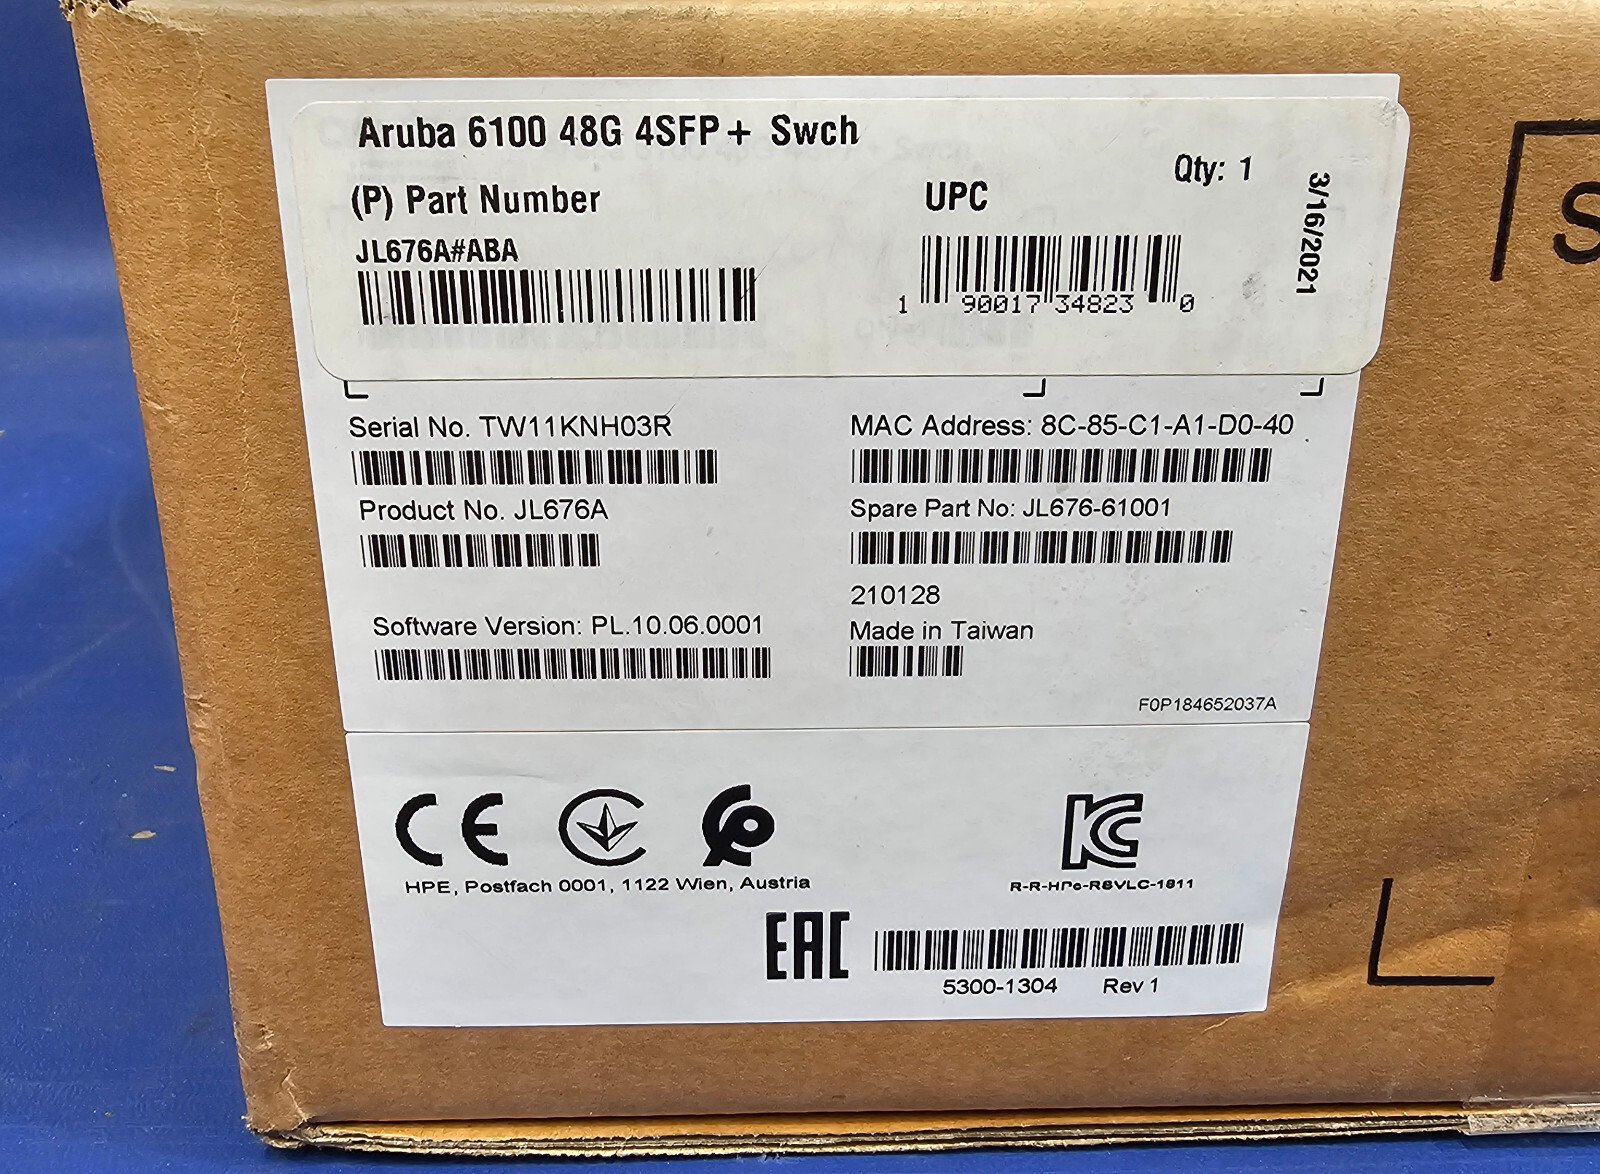 Aruba 6100 48G 4SFP+ Swch
Qty: 1
3/16/2021
(P) Part Number
UPC
JL676A#ABA
1 90017 34823 0
Serial No. TW11KNH03R
MAC Address: 8C-85-C1-A1-D0-40
Product No. JL676A
Spare Part No: JL676-61001
210128
Software Version: PL.10.06.0001
Made in Taiwan
F0P184652037A
CE
HPE, Postfach 0001, 1122 Wien, Austria
KC
EAC
5300-1304 Rev 1
S